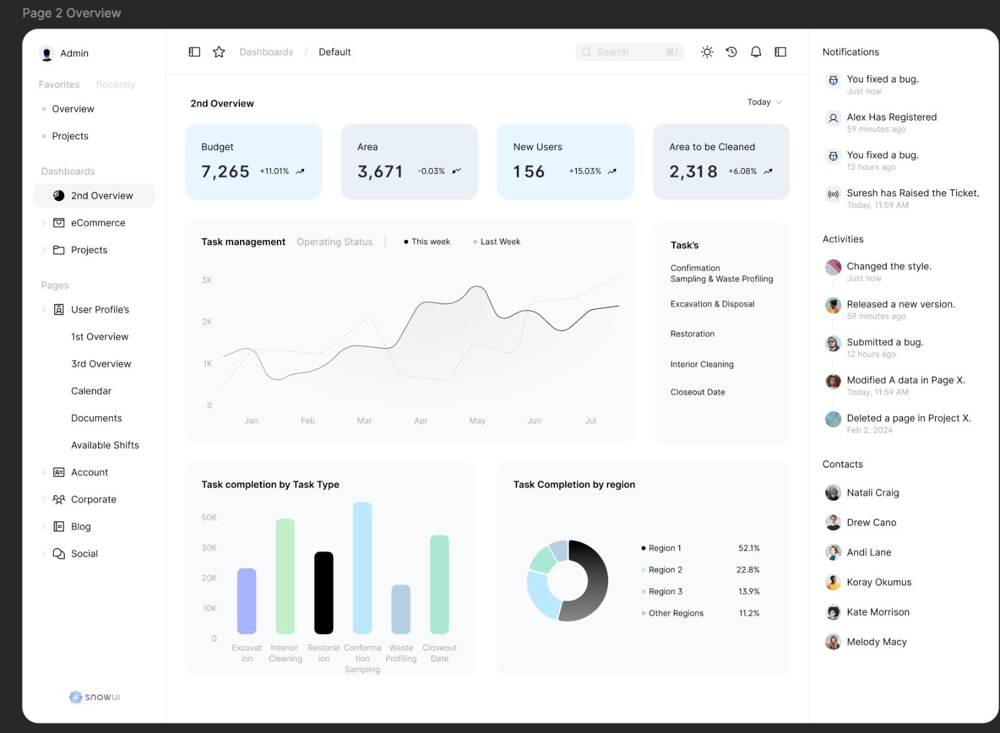 Page 2 Overview
Admin
Favorites Recently
Overview
Projects
Dashboards
2nd Overview
eCommerce
Projects
Pages
User Profile's
1st Overview
3rd Overview
Calendar
Documents
Available Shifts
Account
Corporate
Blog
Social
SNOWUI
Dashboards / Default
Search ⌘/
2nd Overview
Today
Budget
7,265 +11.01%
Area
3,671 -0.03%
New Users
156 +15.03%
Area to be Cleaned
2,318 +6.08%
Task management Operating Status This week Last Week
3K
2K
1K
0
Jan Feb Mar Apr May Jun Jul
Task's
Confirmation
Sampling & Waste Profiling
Excavation & Disposal
Restoration
Interior Cleaning
Closeout Date
Task completion by Task Type
50K
30K
20K
10K
0
Excavat
ion
Interior
Cleaning
Restorat
ion
Conforma
tion
Sampling
Waste
Profiling
Closeout
Date
Task Completion by region
Region 1 52.1%
Region 2 22.8%
Region 3 13.9%
Other Regions 11.2%
Notifications
You fixed a bug.
Just now
Alex Has Registered
59 minutes ago
You fixed a bug.
12 hours ago
Suresh has Raised the Ticket.
Today, 11:59 AM
Activities
Changed the style.
Just now
Released a new version.
59 minutes ago
Submitted a bug.
12 hours ago
Modified A data in Page X.
Today, 11:59 AM
Deleted a page in Project X.
Feb 2, 2024
Contacts
Natali Craig
Drew Cano
Andi Lane
Koray Okumus
Kate Morrison
Melody Macy